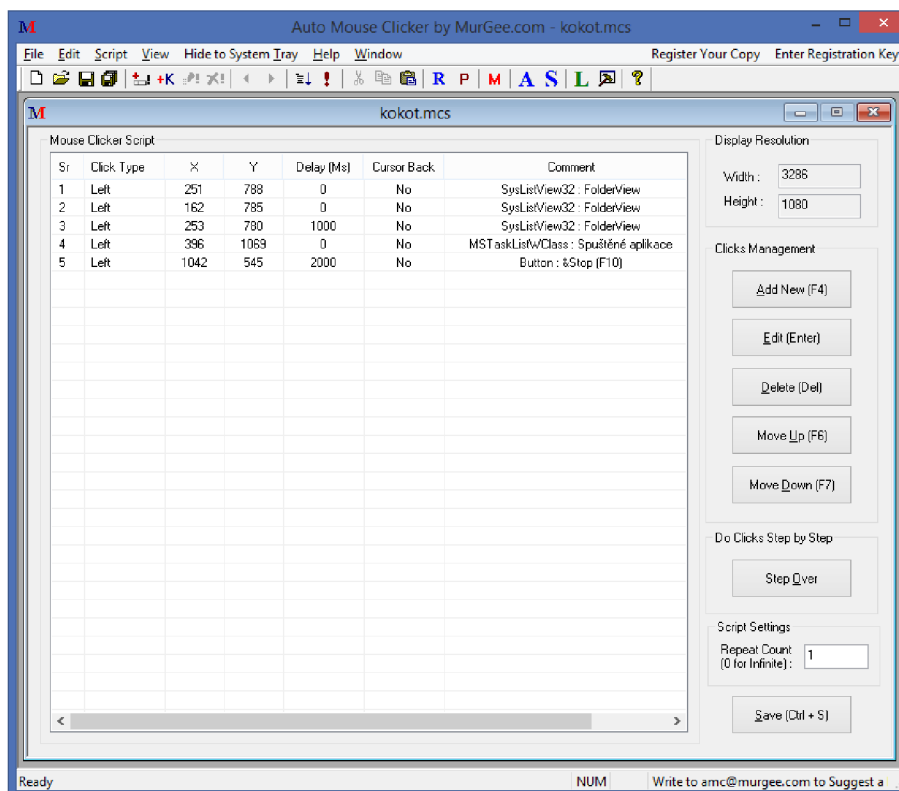 Auto Mouse Clicker by MurGee.com - kokot.mcs
File Edit Script View Hide to System Tray Help Window Register Your Copy Enter Registration Key
+K R P M A S L
kokot.mcs
Mouse Clicker Script
Sr Click Type X Y Delay (Ms) Cursor Back Comment
1 Left 251 788 0 No SysListView32 : FolderView
2 Left 162 785 0 No SysListView32 : FolderView
3 Left 253 780 1000 No SysListView32 : FolderView
4 Left 396 1069 0 No MSTaskListWClass : Spuštěné aplikace
5 Left 1042 545 2000 No Button : &Stop (F10)
Display Resolution
Width : 3286
Height : 1080
Clicks Management
Add New (F4)
Edit (Enter)
Delete (Del)
Move Up (F6)
Move Down (F7)
Do Clicks Step by Step
Step Over
Script Settings
Repeat Count
(0 for Infinite) : 1
Save (Ctrl + S)
Ready NUM Write to amc@murgee.com to Suggest a